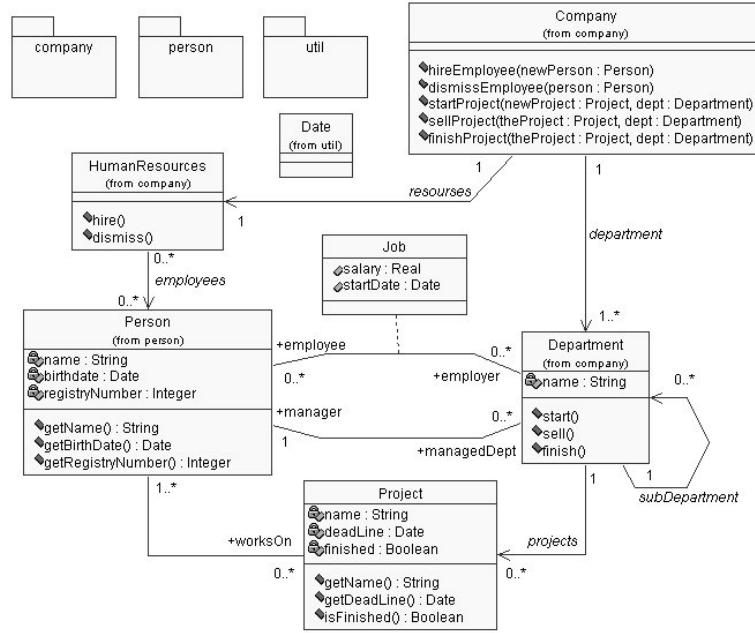 company
person
util
Company
(from company)
hireEmployee(newPerson : Person)
dismissEmployee(person : Person)
startProject(newProject : Project, dept : Department)
sellProject(theProject : Project, dept : Department)
finishProject(theProject : Project, dept : Department)
Date
(from util)
HumanResources
(from company)
hire()
dismiss()
1
1
resourses
1
department
0..*
employees
0..*
1..*
Job
salary : Real
startDate : Date
Person
(from person)
name : String
birthdate : Date
registryNumber : Integer
getName() : String
getBirthDate() : Date
getRegistryNumber() : Integer
+employee
0..*
0..*
+employer
+manager
1
0..*
+managedDept
Department
(from company)
name : String
start()
sell()
finish()
0..*
1
subDepartment
1
projects
0..*
1..*
+worksOn
0..*
Project
name : String
deadLine : Date
finished : Boolean
getName() : String
getDeadLine() : Date
isFinished() : Boolean